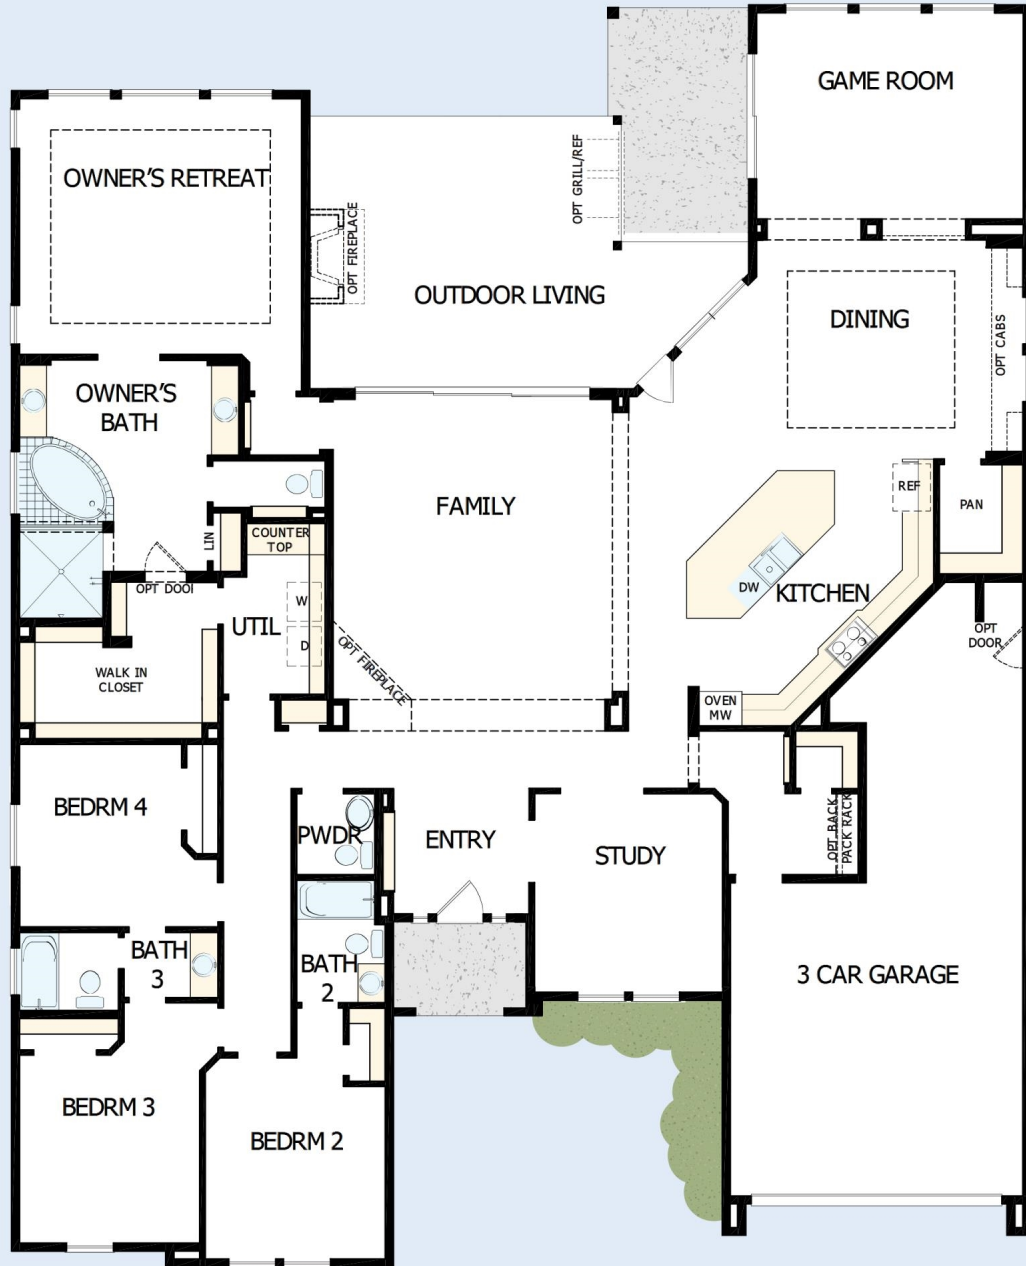 GAME ROOM
OWNER'S RETREAT
OPT GRILL/REF
OPT FIREPLACE
OUTDOOR LIVING
DINING
OPT CABS
OWNER'S
BATH
FAMILY
REF
PAN
LIN
COUNTER
TOP
DW
KITCHEN
OPT DOOI
W
UTIL
D
OPT
DOOR
OPT FIREPLACE
WALK IN
CLOSET
OVEN
MW
BEDRM 4
PWDR
ENTRY
STUDY
OPT BACK
PACK RACK
BATH
3
BATH
2
3 CAR GARAGE
BEDRM 3
BEDRM 2